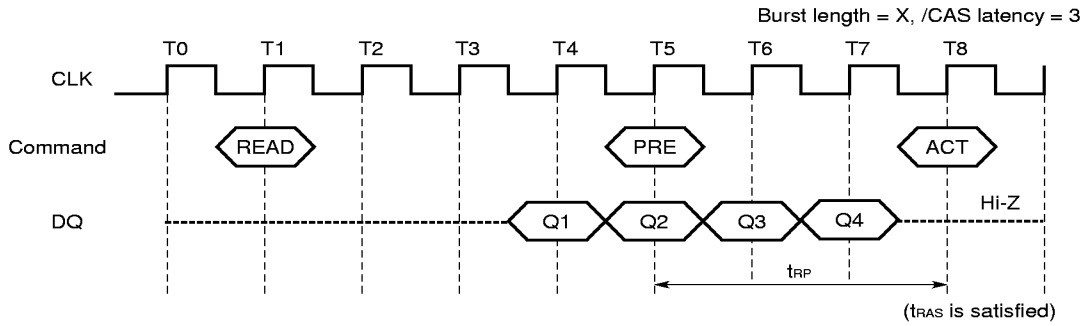 Burst length = X, /CAS latency = 3
T0 T1 T2 T3 T4 T5 T6 T7 T8
CLK
Command READ PRE ACT
DQ Q1 Q2 Q3 Q4 Hi-Z
tRP
(tRAS is satisfied)